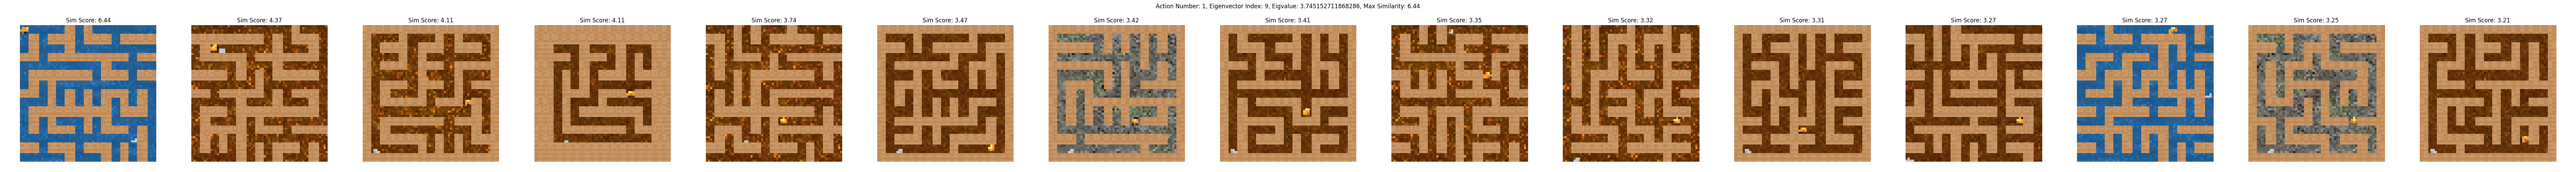 Action Number: 1, Eigenvector Index: 9, Eigvalue: 3.745152711868286, Max Similarity: 6.44
Sim Score: 6.44
Sim Score: 4.37
Sim Score: 4.11
Sim Score: 4.11
Sim Score: 3.74
Sim Score: 3.47
Sim Score: 3.42
Sim Score: 3.41
Sim Score: 3.35
Sim Score: 3.32
Sim Score: 3.31
Sim Score: 3.27
Sim Score: 3.27
Sim Score: 3.25
Sim Score: 3.21